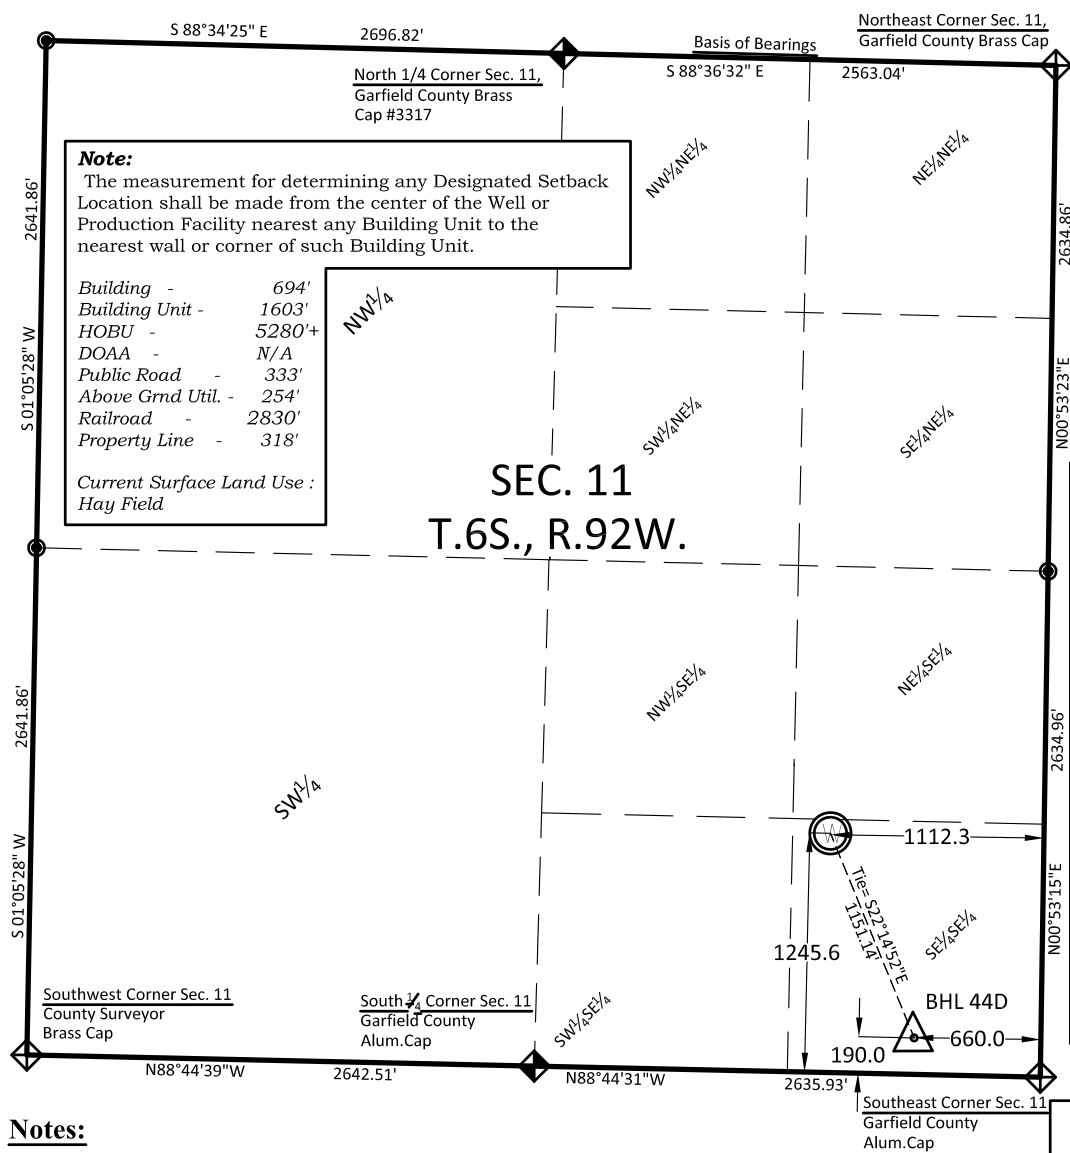 S 88°34'25" E
2696.82'
Basis of Bearings
S 88°36'32" E
2563.04'
Northeast Corner Sec. 11,
Garfield County Brass Cap
North 1/4 Corner Sec. 11,
Garfield County Brass
Cap #3317
Note:
The measurement for determining any Designated Setback
Location shall be made from the center of the Well or
Production Facility nearest any Building Unit to the
nearest wall or corner of such Building Unit.
Building - 694'
Building Unit - 1603'
HOBU - 5280'+
DOAA - N/A
Public Road - 333'
Above Grnd Util. - 254'
Railroad - 2830'
Property Line - 318'
Current Surface Land Use :
Hay Field
2641.86'
S 01°05'28" W
NW¼
NW¼NE¼
NE¼NE¼
2634.86'
N00°53'23"E
SW¼NE¼
SE¼NE¼
SEC. 11
T.6S., R.92W.
2641.86'
S 01°05'28" W
SW¼
NW¼SE¼
NE¼SE¼
2634.96'
N00°53'15"E
1112.3
Tie= S22°14'52"E
1151.14'
1245.6
SE¼SE¼
SW¼SE¼
BHL 44D
660.0
190.0
Southwest Corner Sec. 11
County Surveyor
Brass Cap
South ¼ Corner Sec. 11
Garfield County
Alum.Cap
N88°44'39"W
2642.51'
N88°44'31"W
2635.93'
Southeast Corner Sec. 11
Garfield County
Alum.Cap
Notes: